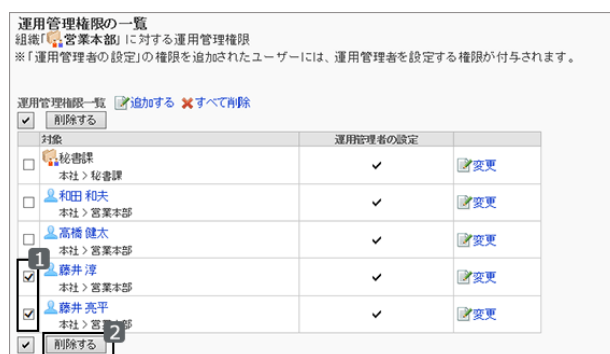 運用管理権限の一覧
組織「営業本部」に対する運用管理権限
※「運用管理者の設定」の権限を追加されたユーザーには、運用管理者を設定する権限が付与されます。
運用管理権限一覧 追加する すべて削除
削除する
対象 運用管理者の設定
秘書課 変更
本社 > 秘書課
和田 和夫 変更
本社 > 営業本部
高橋 健太 変更
本社 > 営業本部
1
藤井 淳 変更
本社 > 営業本部
藤井 亮平 変更
本社 > 営業本部
2
削除する